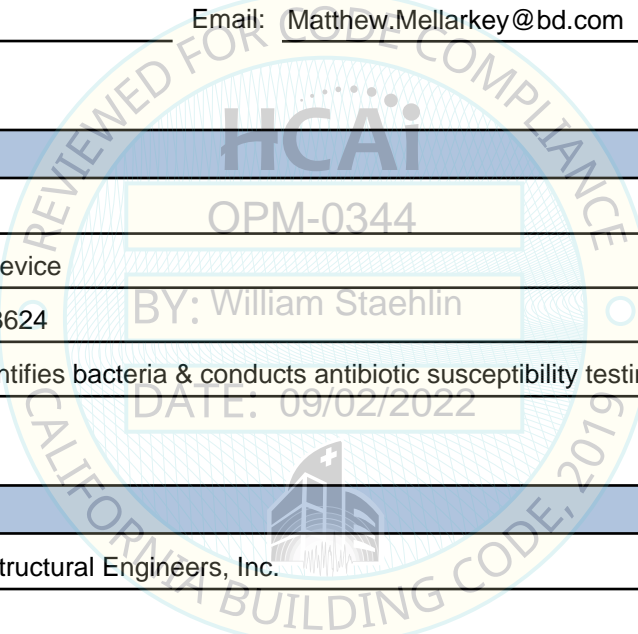 Email: Matthew.Mellarkey@bd.com
REVIEWED FOR CODE COMPLIANCE
HCAi
OPM-0344
evice
BY: William Staehlin
3624
ntifies bacteria & conducts antibiotic susceptibility testin
DATE: 09/02/2022
tructural Engineers, Inc.
CALIFORNIA BUILDING CODE, 2019